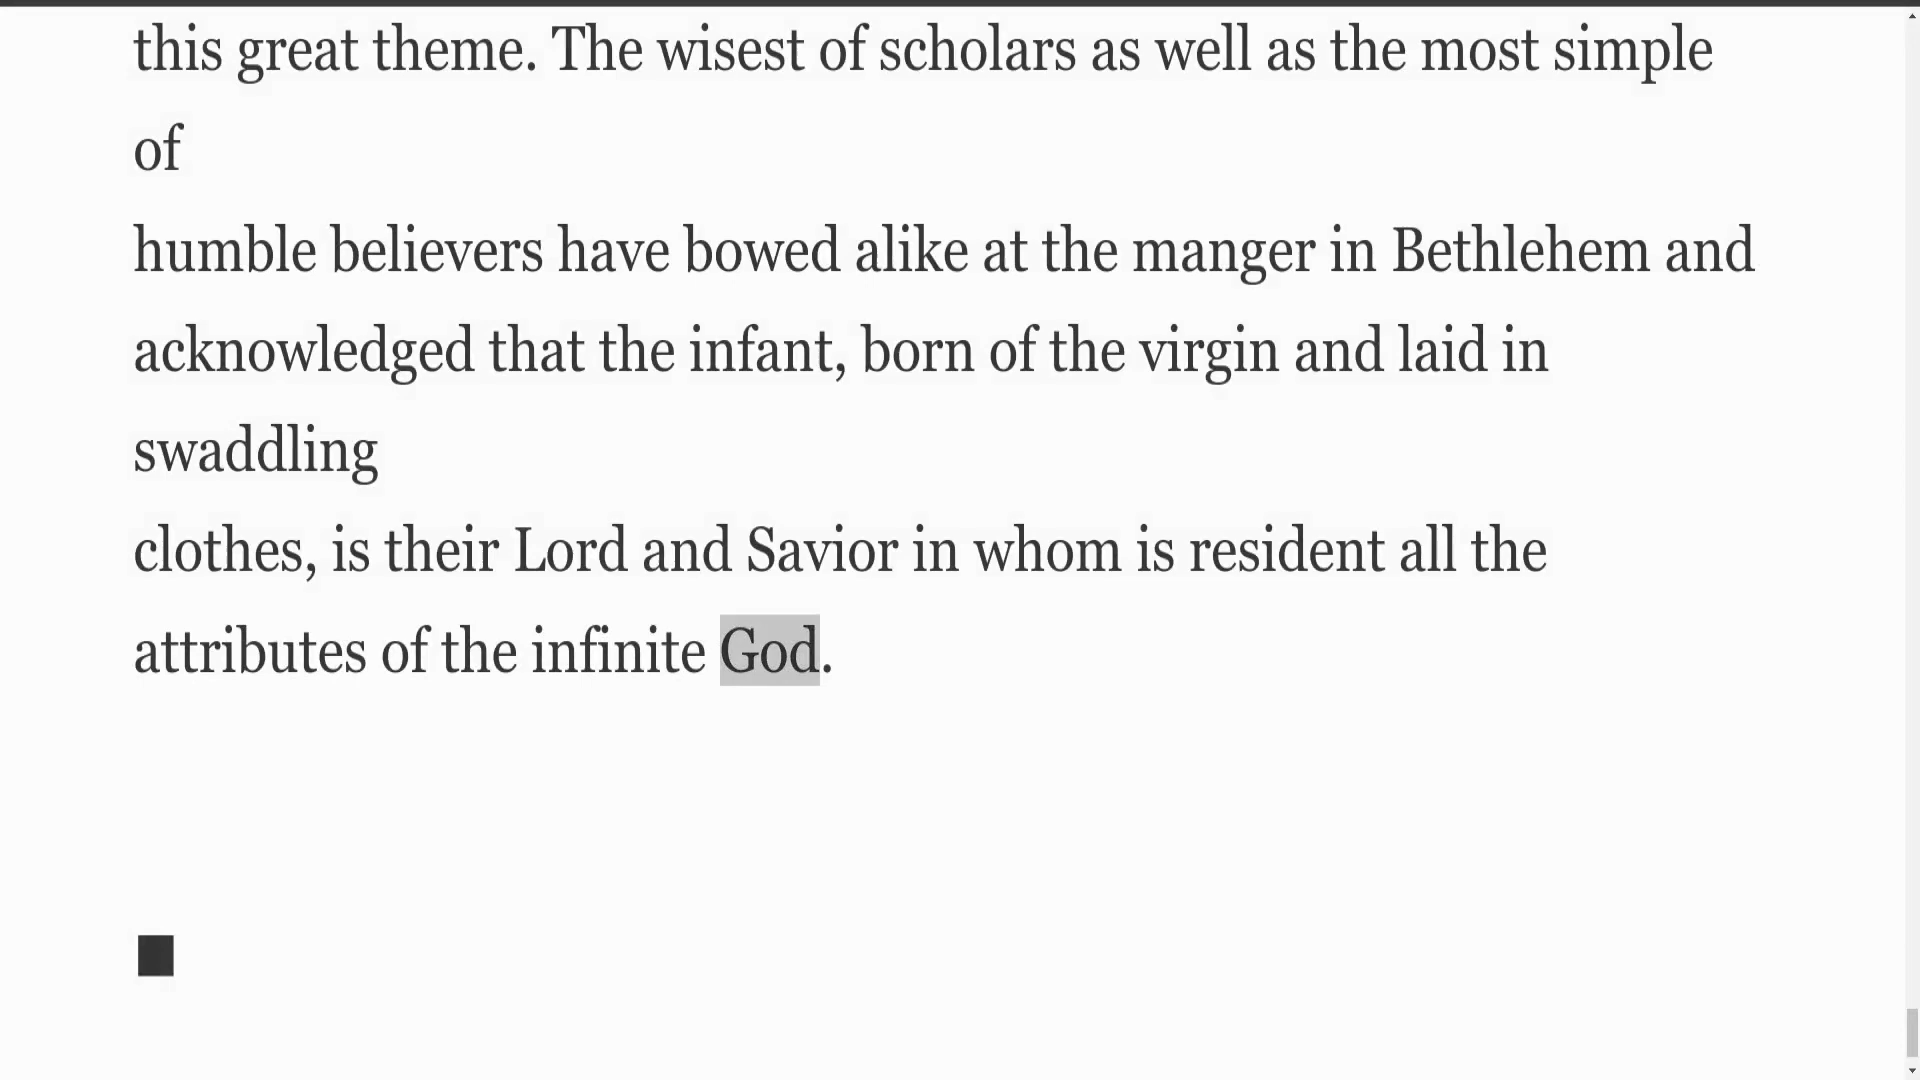 this great theme. The wisest of scholars as well as the most simple
of
humble believers have bowed alike at the manger in Bethlehem and
acknowledged that the infant, born of the virgin and laid in
swaddling
clothes, is their Lord and Savior in whom is resident all the
attributes of the infinite God.